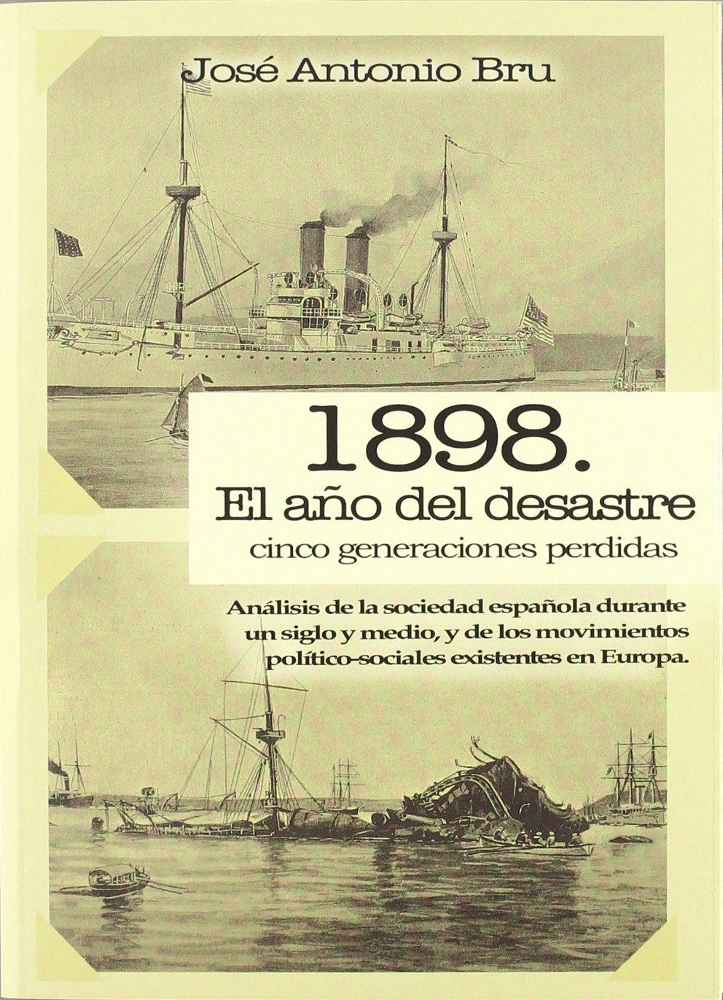 José Antonio Bru
1898.
El año del desastre
cinco generaciones perdidas
Análisis de la sociedad española durante
un siglo y medio, y de los movimientos
político-sociales existentes en Europa.